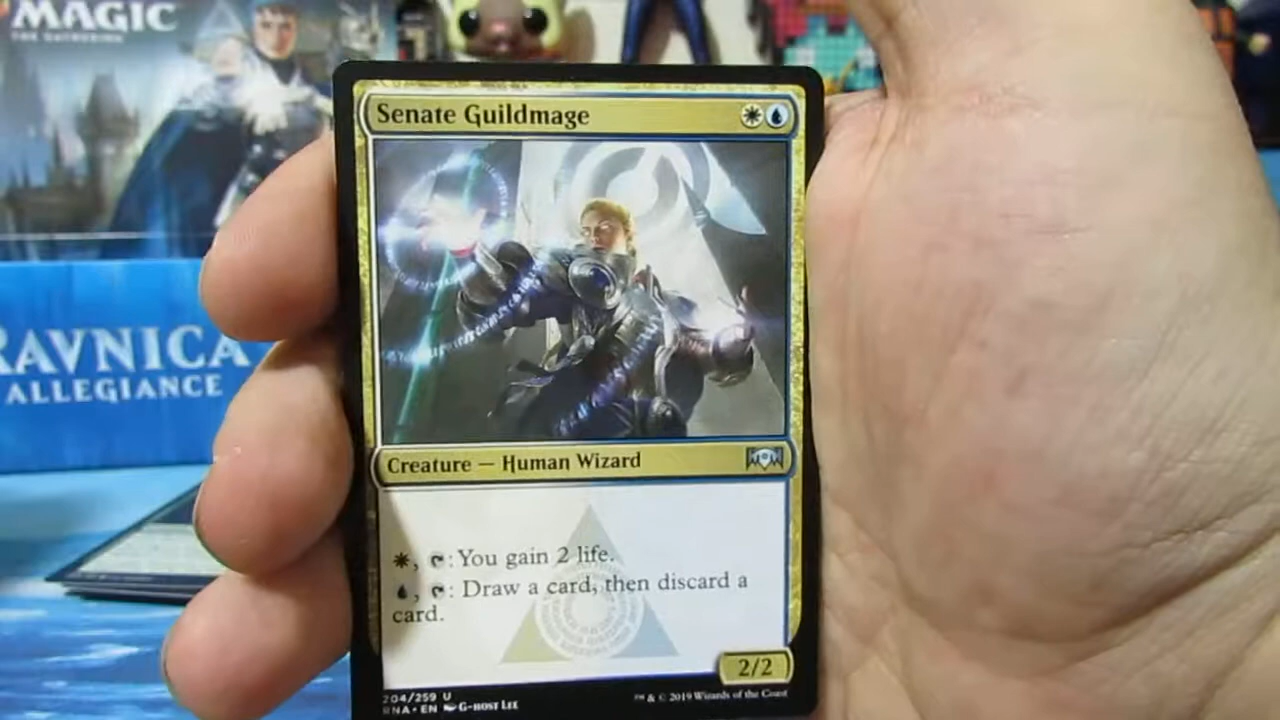 MAGIC
THE GATHERING
RAVNICA
ALLEGIANCE
Senate Guildmage
Creature — Human Wizard
, : You gain 2 life.
, : Draw a card, then discard a
card.
2/2
204/259 U
RNA • EN G-HOST LEE
™ & © 2019 Wizards of the Coast